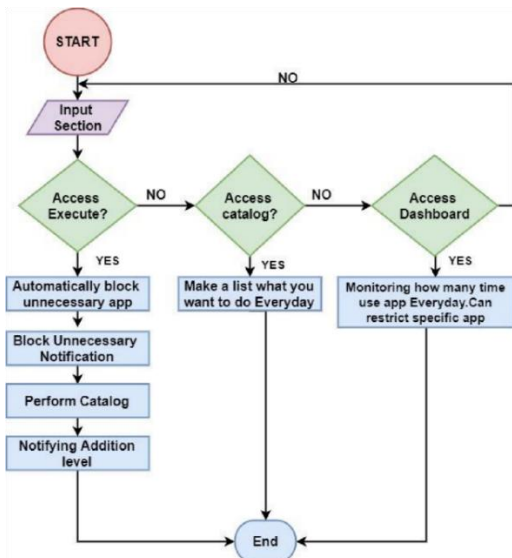 START
NO
Input
Section
Access
Execute?
NO
Access
catalog?
NO
Access
Dashboard
YES
YES
YES
Automatically block
unnecessary app
Make a list what you
want to do Everyday
Monitoring how many time
use app Everyday.Can
restrict specific app
Block Unnecessary
Notification
Perform Catalog
Notifying Addition
level
End